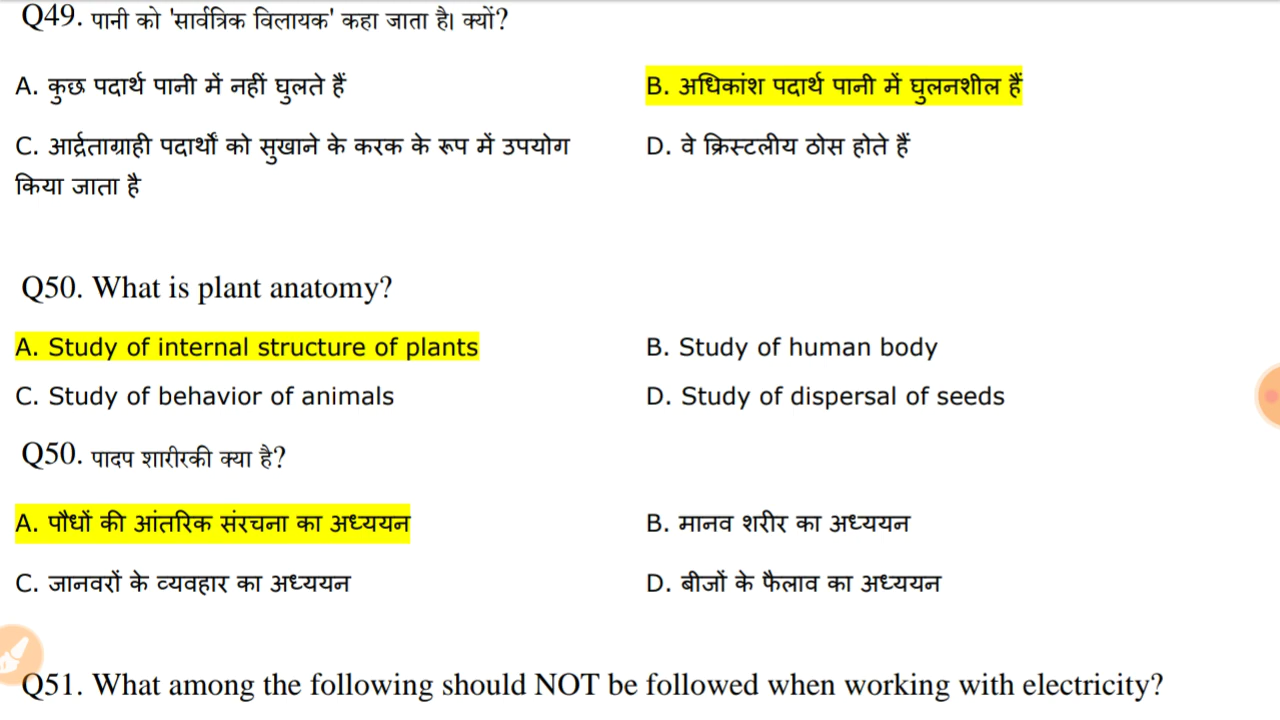 Q49. पानी को 'सार्वत्रिक विलायक' कहा जाता है। क्यों?
A. कुछ पदार्थ पानी में नहीं घुलते हैं
B. अधिकांश पदार्थ पानी में घुलनशील हैं
C. आर्द्रताग्राही पदार्थों को सुखाने के करक के रूप में उपयोग
किया जाता है
D. वे क्रिस्टलीय ठोस होते हैं
Q50. What is plant anatomy?
A. Study of internal structure of plants
B. Study of human body
C. Study of behavior of animals
D. Study of dispersal of seeds
Q50. पादप शारीरकी क्या है?
A. पौधों की आंतरिक संरचना का अध्ययन
B. मानव शरीर का अध्ययन
C. जानवरों के व्यवहार का अध्ययन
D. बीजों के फैलाव का अध्ययन
Q51. What among the following should NOT be followed when working with electricity?